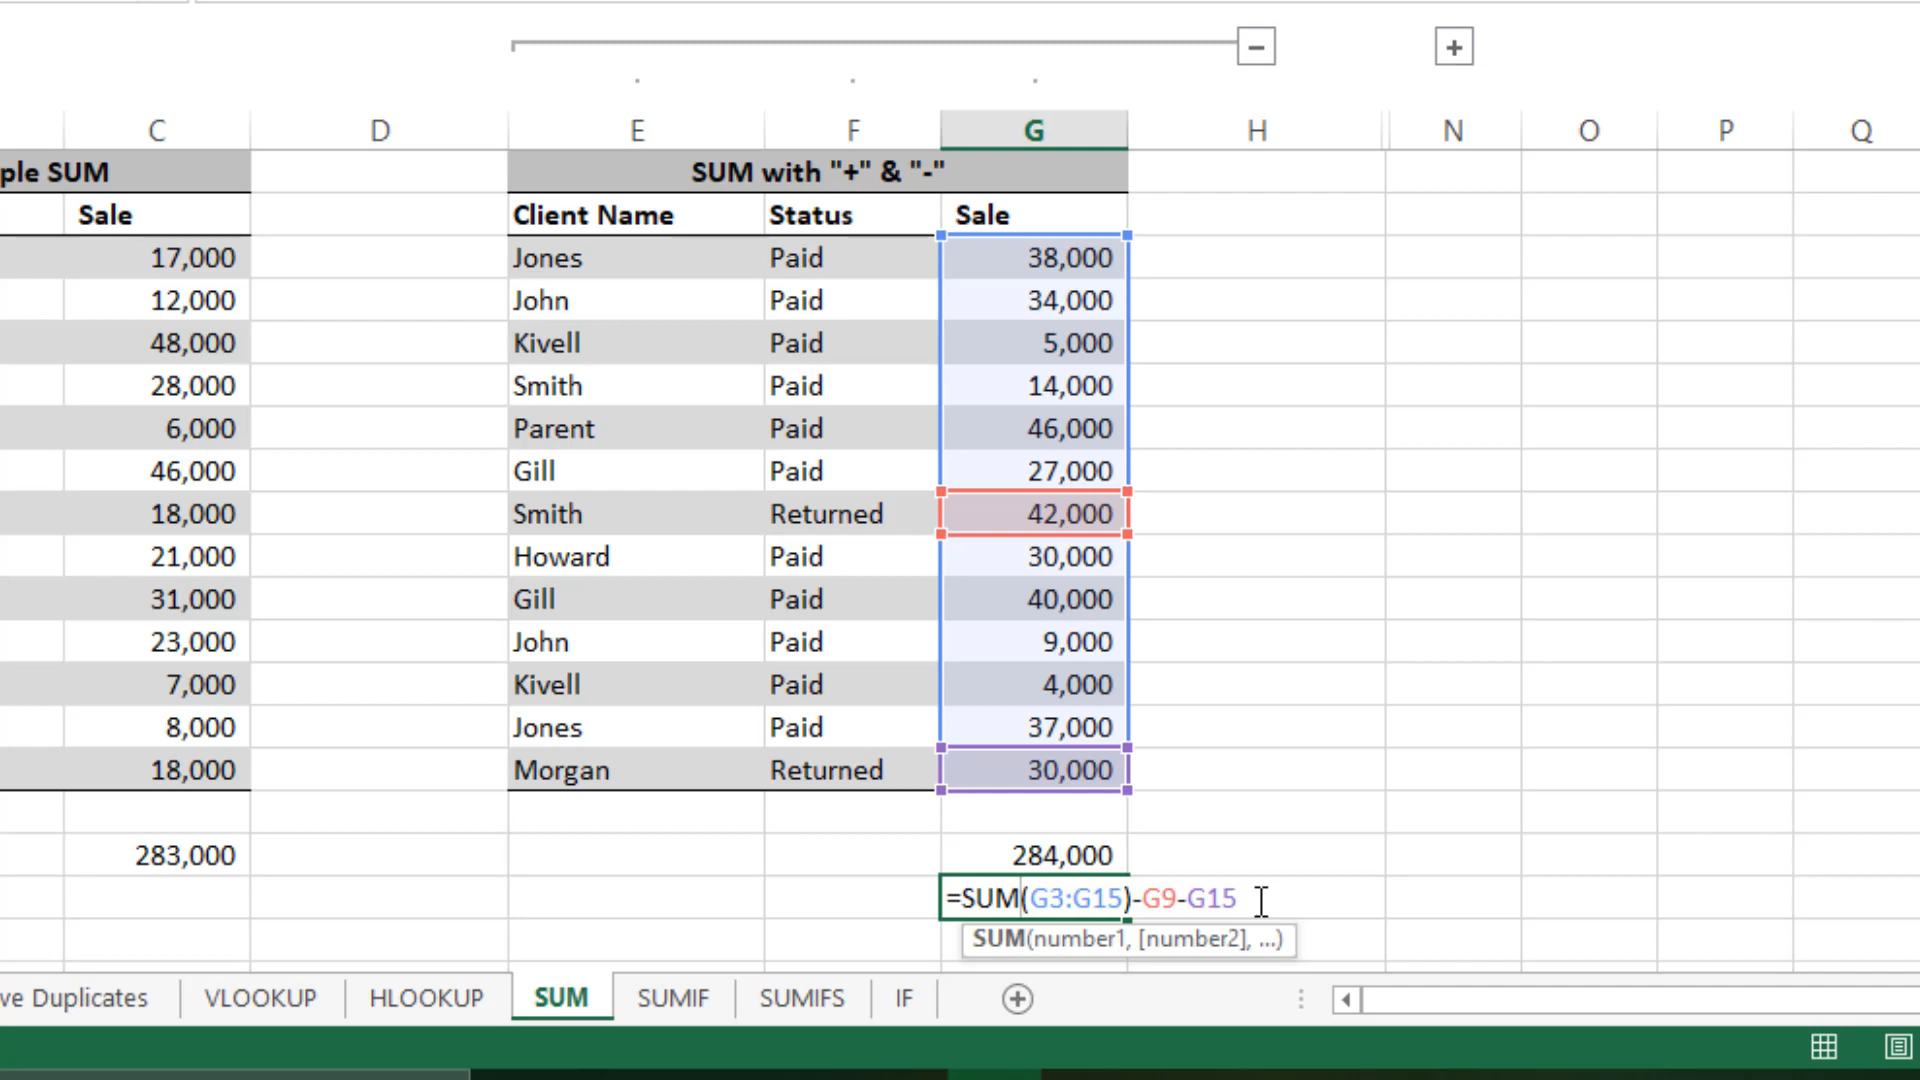 − +
C D E F G H N O P Q
ple SUM SUM with "+" & "-"
Sale Client Name Status Sale
17,000 Jones Paid 38,000
12,000 John Paid 34,000
48,000 Kivell Paid 5,000
28,000 Smith Paid 14,000
6,000 Parent Paid 46,000
46,000 Gill Paid 27,000
18,000 Smith Returned 42,000
21,000 Howard Paid 30,000
31,000 Gill Paid 40,000
23,000 John Paid 9,000
7,000 Kivell Paid 4,000
8,000 Jones Paid 37,000
18,000 Morgan Returned 30,000
283,000 284,000
=SUM(G3:G15)-G9-G15
SUM(number1, [number2], ...)
ve Duplicates VLOOKUP HLOOKUP SUM SUMIF SUMIFS IF